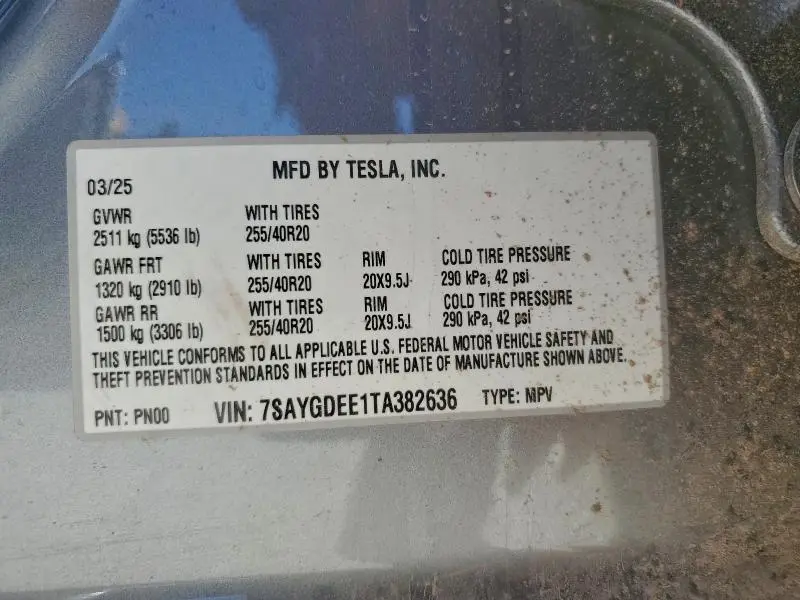 MFD BY TESLA, INC.
03/25
GVWR WITH TIRES
2511 kg (5536 lb) 255/40R20
GAWR FRT WITH TIRES RIM COLD TIRE PRESSURE
1320 kg (2910 lb) 255/40R20 20X9.5J 290 kPa, 42 psi
GAWR RR WITH TIRES RIM COLD TIRE PRESSURE
1500 kg (3306 lb) 255/40R20 20X9.5J 290 kPa, 42 psi
THIS VEHICLE CONFORMS TO ALL APPLICABLE U.S. FEDERAL MOTOR VEHICLE SAFETY AND
THEFT PREVENTION STANDARDS IN EFFECT ON THE DATE OF MANUFACTURE SHOWN ABOVE.
PNT: PN00 VIN: 7SAYGDEE1TA382636 TYPE: MPV